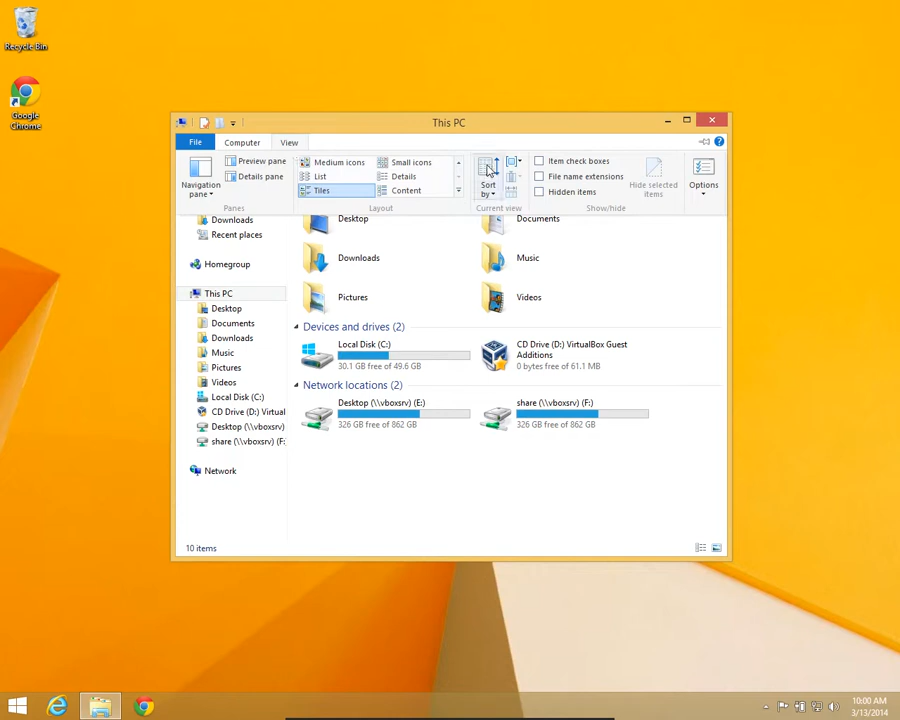 Recycle Bin
Google
Chrome
This PC
File
Computer
View
Navigation
pane
Preview pane
Details pane
Panes
Medium icons
Small icons
List
Details
Tiles
Content
Layout
Sort
by
Current view
Item check boxes
File name extensions
Hidden items
Hide selected
items
Show/hide
Options
Downloads
Recent places
Homegroup
This PC
Desktop
Documents
Downloads
Music
Pictures
Videos
Local Disk (C:)
CD Drive (D:) Virtual
Desktop (\\vboxsrv)
share (\\vboxsrv) (F:
Network
Desktop
Documents
Downloads
Music
Pictures
Videos
Devices and drives (2)
Local Disk (C:)
30.1 GB free of 49.6 GB
CD Drive (D:) VirtualBox Guest
Additions
0 bytes free of 61.1 MB
Network locations (2)
Desktop (\\vboxsrv) (E:)
326 GB free of 862 GB
share (\\vboxsrv) (F:)
326 GB free of 862 GB
10 items
10:00 AM
3/13/2014